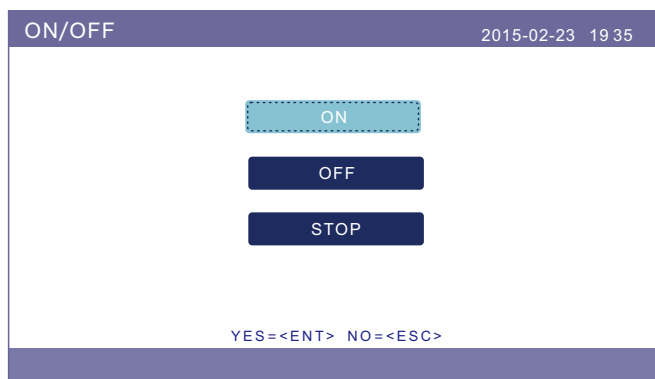 ON/OFF 2015-02-23 19 35
ON
OFF
STOP
YES=<ENT> NO=<ESC>